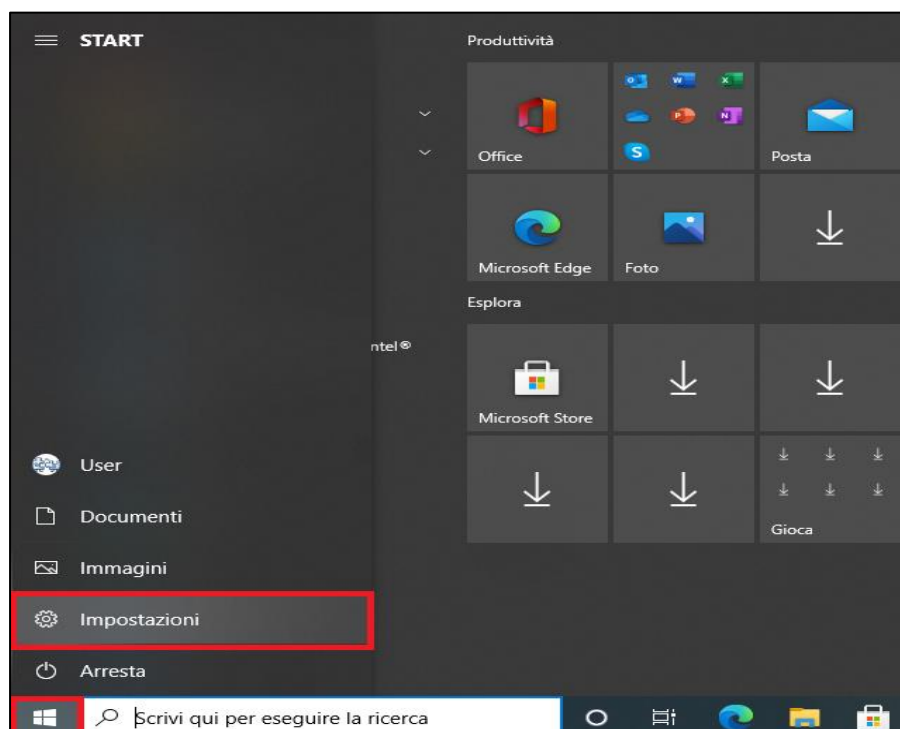 START
ntel®
User
Documenti
Immagini
Impostazioni
Arresta
Produttività
Office
Posta
Microsoft Edge
Foto
Esplora
Microsoft Store
Gioca
Scrivi qui per eseguire la ricerca